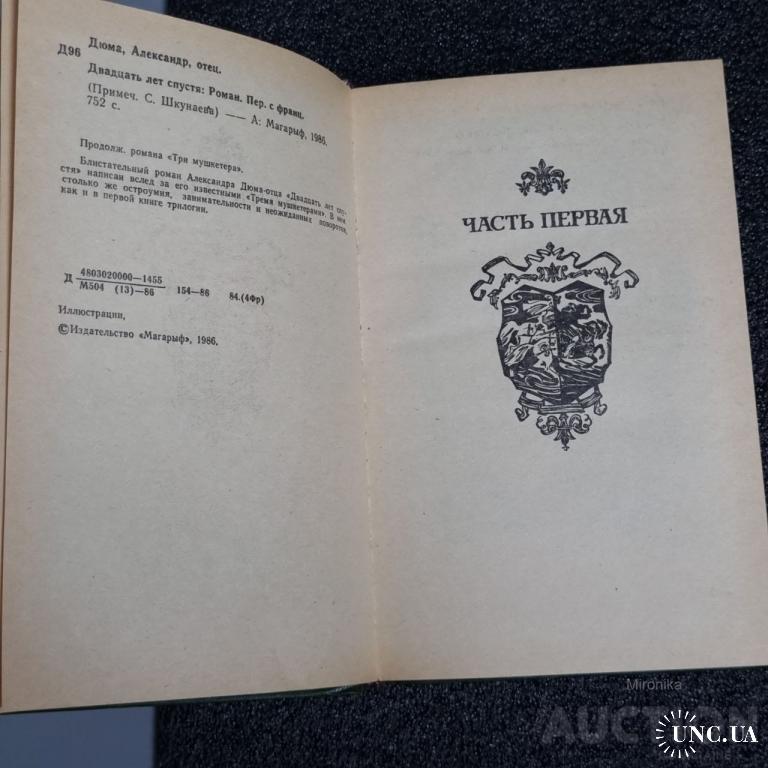 Дюма, Александр, отец.
Д96
Двадцать лет спустя: Роман. Пер. с франц.
(Примеч. С. Шкунаева) — А: Магарыф, 1986.
752 с.
Продолж. романа «Три мушкетера».
Блистательный роман Александра Дюма-отца «Двадцать лет спу-
стя» написан вслед за его известными «Тремя мушкетерами». В нем
столько же остроумия, занимательности и неожиданных поворотов,
как и в первой книге трилогии.
Д 4803020000—1455 154—86 84.(4Фр)
М504 (13)—86
Иллюстрации,
©Издательство «Магарыф», 1986.
ЧАСТЬ ПЕРВАЯ
Mironika
UNC.UA